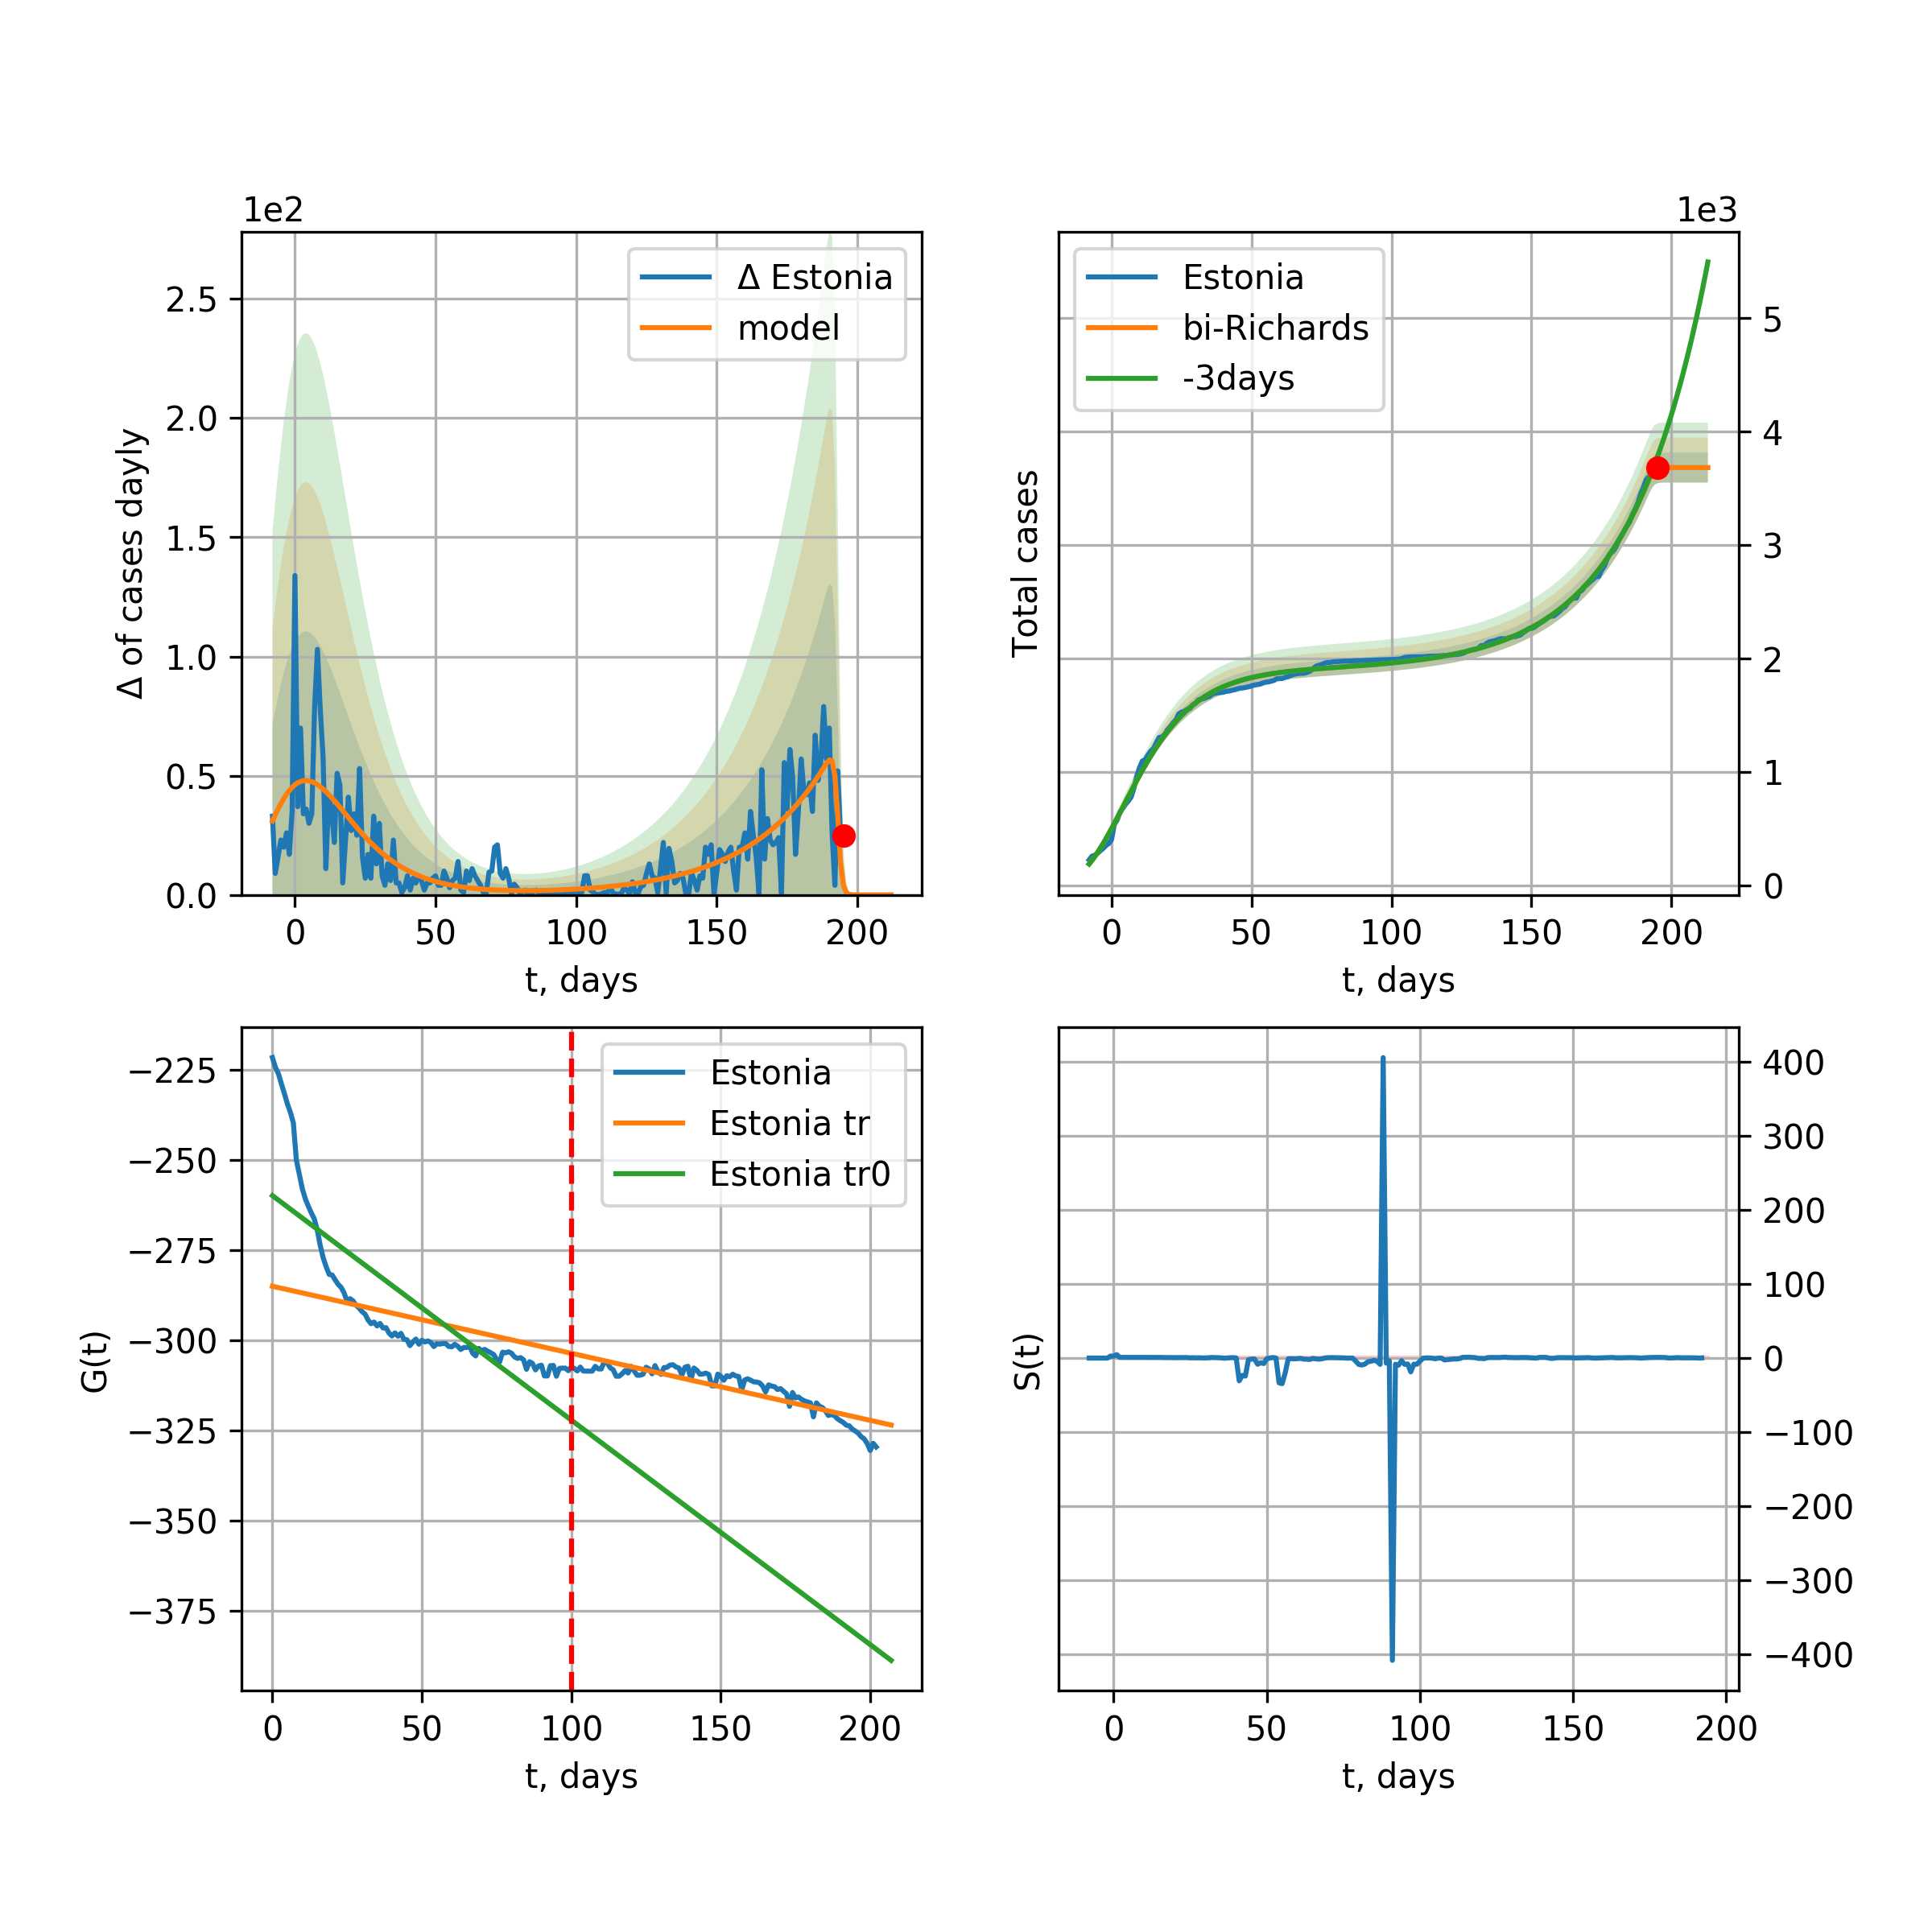 1e2
Δ of cases dayly
2.5
2.0
1.5
1.0
0.5
0.0
Δ Estonia
model
0 50 100 150 200
t, days
1e3
Total cases
Estonia
bi-Richards
-3days
5
4
3
2
1
0
0 50 100 150 200
t, days
G(t)
−225
−250
−275
−300
−325
−350
−375
Estonia
Estonia tr
Estonia tr0
0 50 100 150 200
t, days
S(t)
400
300
200
100
0
−100
−200
−300
−400
0 50 100 150 200
t, days